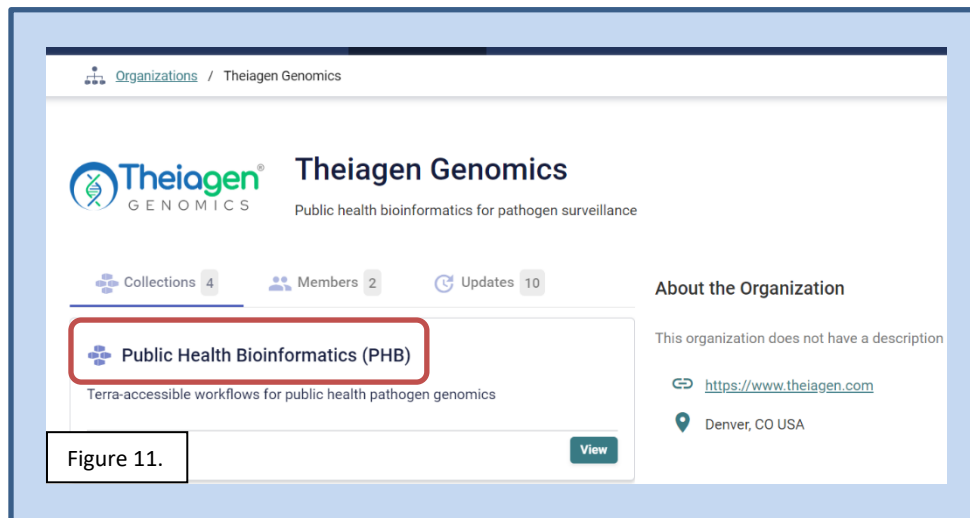 Organizations / Theiagen Genomics
Theiagen®
GENOMICS
Theiagen Genomics
Public health bioinformatics for pathogen surveillance
Collections 4
Members 2
Updates 10
Public Health Bioinformatics (PHB)
Terra-accessible workflows for public health pathogen genomics
View
About the Organization
This organization does not have a description
https://www.theiagen.com
Denver, CO USA
Figure 11.